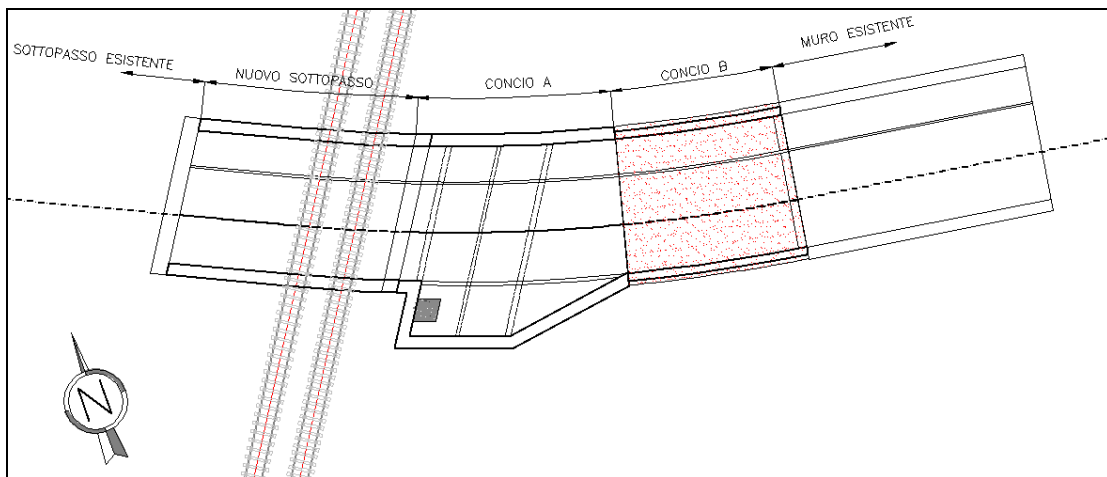 SOTTOPASSO ESISTENTE
NUOVO SOTTOPASSO
CONCIO A
CONCIO B
MURO ESISTENTE
N